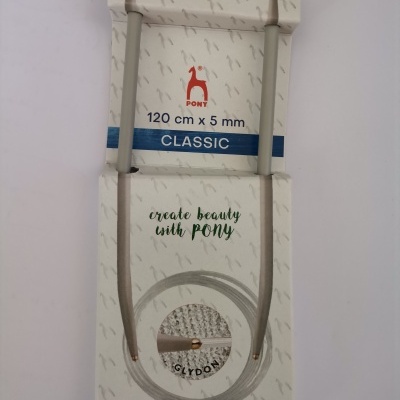 ®
PONY
120 cm x 5 mm
CLASSIC
create beauty
with PONY
GLYDON